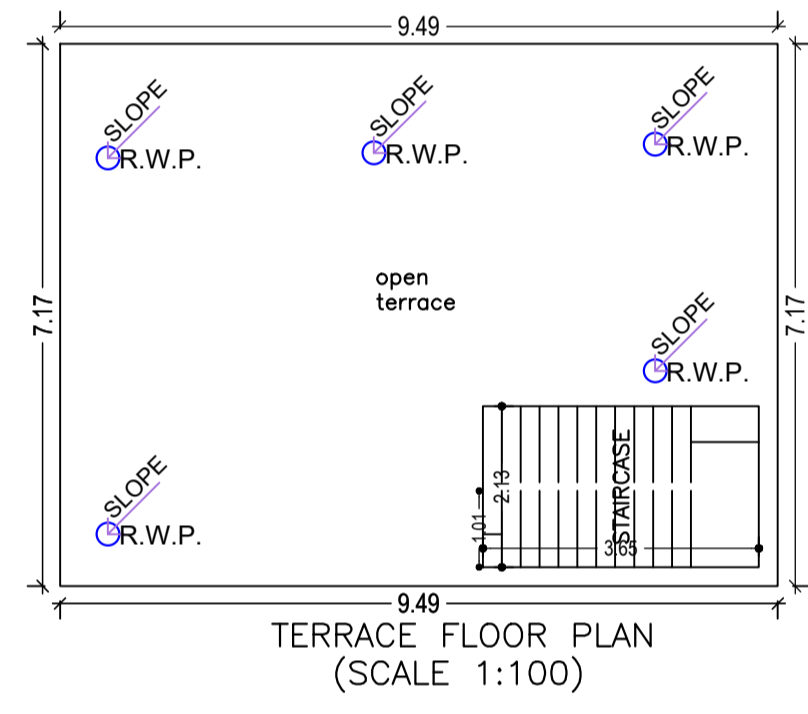 9.49
SLOPE
R.W.P.
SLOPE
R.W.P.
SLOPE
R.W.P.
open
terrace
7.17
7.17
SLOPE
R.W.P.
SLOPE
R.W.P.
STAIRCASE
2.13
1.01
3.65
9.49
TERRACE FLOOR PLAN
(SCALE 1:100)